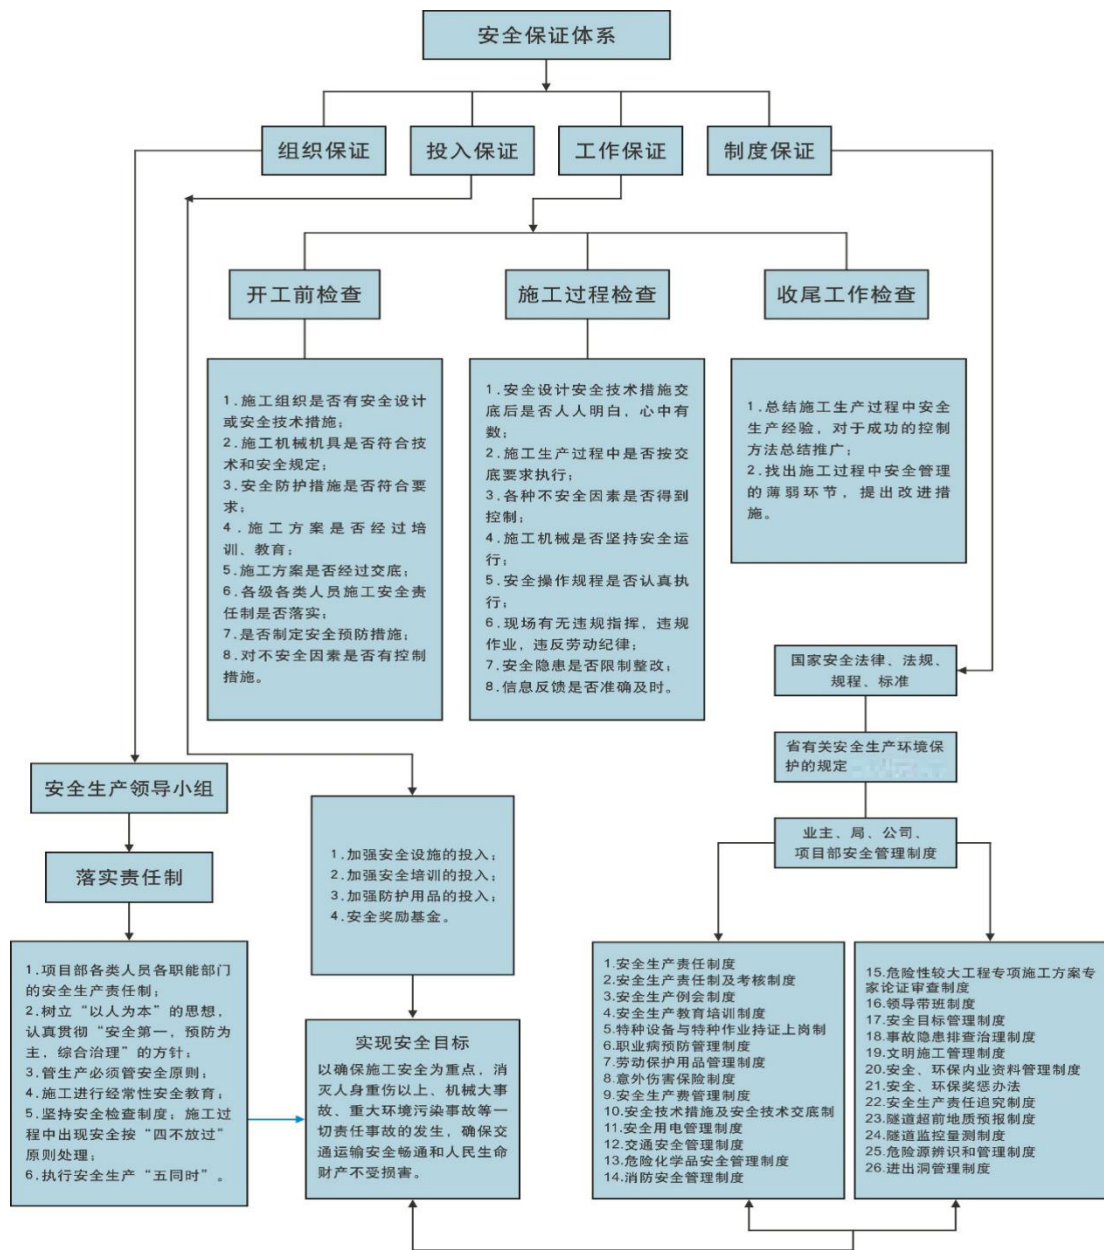 安全保证体系
组织保证
投入保证
工作保证
制度保证
开工前检查
施工过程检查
收尾工作检查
1.施工组织是否有安全设计
或安全技术措施；
2.施工机械机具是否符合技
术和安全规定；
3.安全防护措施是否符合要
求；
4.施工方案是否经过培
训、教育；
5.施工方案是否经过交底；
6.各级各类人员施工安全责
任制是否落实；
7.是否制定安全预防措施；
8.对不安全因素是否有控制
措施。
1.安全设计安全技术措施交
底后是否人人明白，心中有
数；
2.施工生产过程中是否按交
底要求执行；
3.各种不安全因素是否得到
控制；
4.施工机械是否坚持安全运
行；
5.安全操作规程是否认真执
行；
6.现场有无违规指挥，违规
作业，违反劳动纪律；
7.安全隐患是否限制整改；
8.信息反馈是否准确及时。
1.总结施工生产过程中安全
生产经验，对于成功的控制
方法总结推广；
2.找出施工过程中安全管理
的薄弱环节，提出改进措
施。
国家安全法律、法规、
规程、标准
省有关安全生产环境保
护的规定
业主、局、公司、
项目部安全管理制度
安全生产领导小组
落实责任制
1.项目部各类人员各职能部门
的安全生产责任制；
2.树立“以人为本”的思想，
认真贯彻“安全第一，预防为
主，综合治理”的方针；
3.管生产必须管安全原则；
4.施工进行经常性安全教育；
5.坚持安全检查制度；施工过
程中出现安全按“四不放过”
原则处理；
6.执行安全生产“五同时”。
1.加强安全设施的投入；
2.加强安全培训的投入；
3.加强防护用品的投入；
4.安全奖励基金。
实现安全目标
以确保施工安全为重点，消
灭人身重伤以上、机械大事
故、重大环境污染事故等一
切责任事故的发生，确保交
通运输安全畅通和人民生命
财产不受损害。
1.安全生产责任制度
2.安全生产责任制及考核制度
3.安全生产例会制度
4.安全生产教育培训制度
5.特种设备与特种作业持证上岗制
6.职业病预防管理制度
7.劳动保护用品管理制度
8.意外伤害保险制度
9.安全生产费管理制度
10.安全技术措施及安全技术交底制
11.安全用电管理制度
12.交通安全管理制度
13.危险化学品安全管理制度
14.消防安全管理制度
15.危险性较大工程专项施工方案专
家论证审查制度
16.领导带班制度
17.安全目标管理制度
18.事故隐患排查治理制度
19.文明施工管理制度
20.安全、环保内业资料管理制度
21.安全、环保奖惩办法
22.安全生产责任追究制度
23.隧道超前地质预报制度
24.隧道监控量测制度
25.危险源辨识和管理制度
26.进出洞管理制度